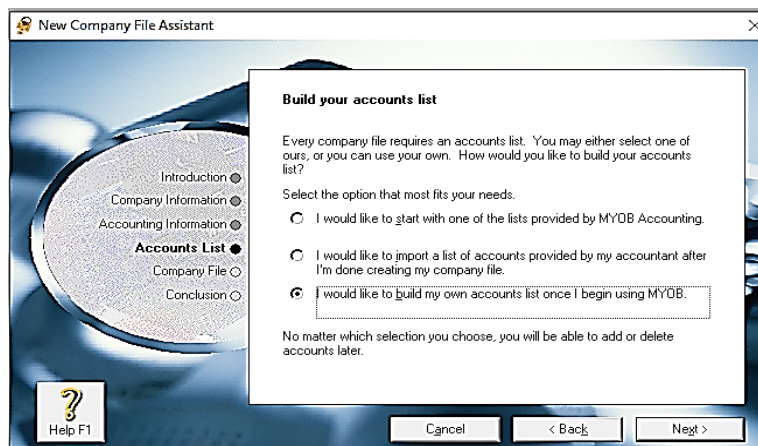 New Company File Assistant
Build your accounts list
Every company file requires an accounts list. You may either select one of
ours, or you can use your own. How would you like to build your accounts
list?
Select the option that most fits your needs.
I would like to start with one of the lists provided by MYOB Accounting.
I would like to import a list of accounts provided by my accountant after
I'm done creating my company file.
I would like to build my own accounts list once I begin using MYOB.
No matter which selection you choose, you will be able to add or delete
accounts later.
Introduction
Company Information
Accounting Information
Accounts List
Company File
Conclusion
Help F1
Cancel
< Back
Next >